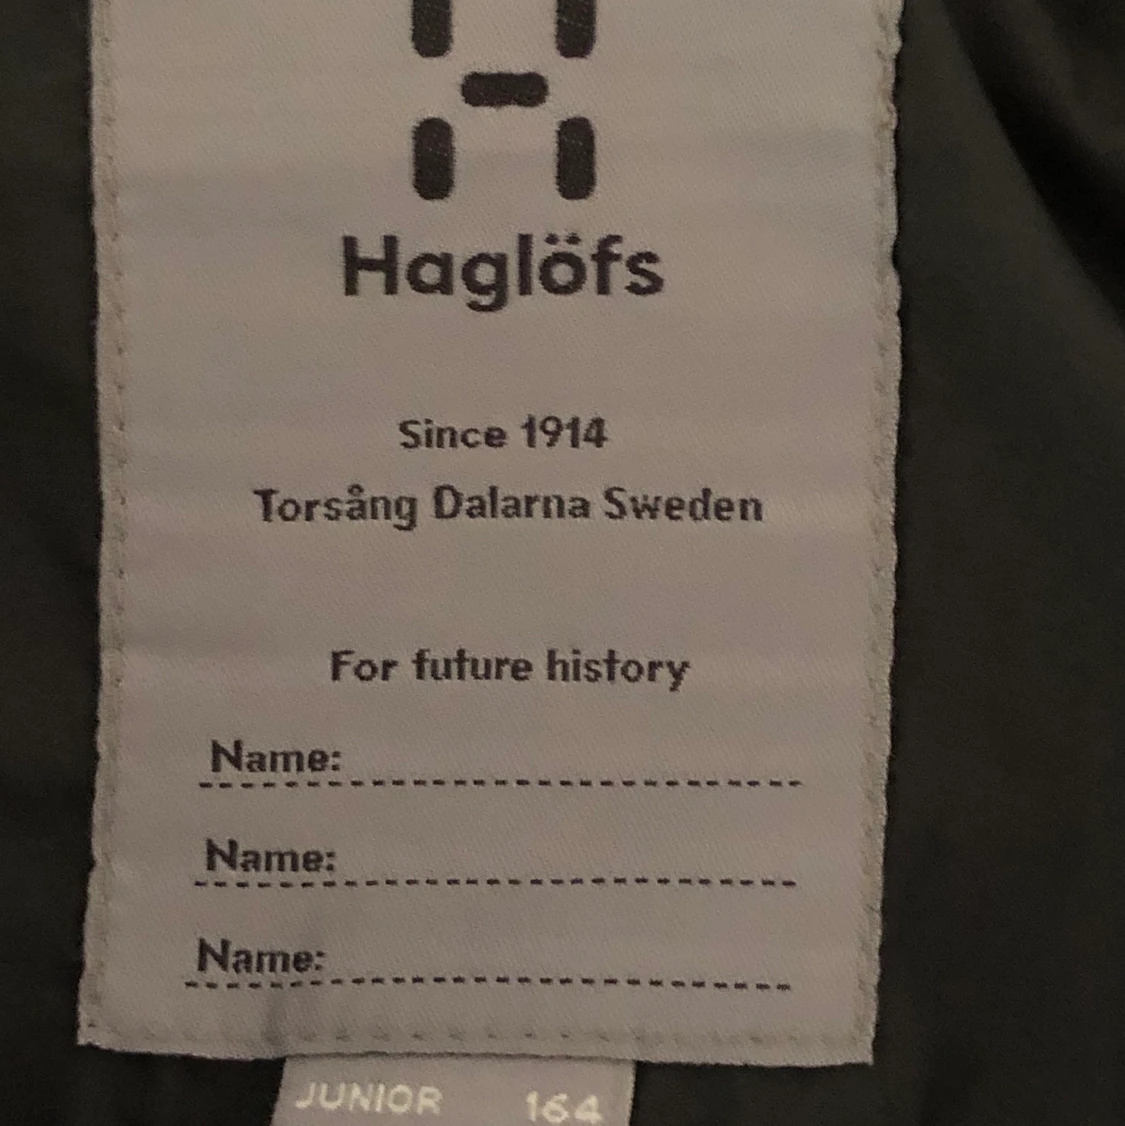 Haglöfs
Since 1914
Torsång Dalarna Sweden
For future history
Name:
Name:
Name:
JUNIOR 164